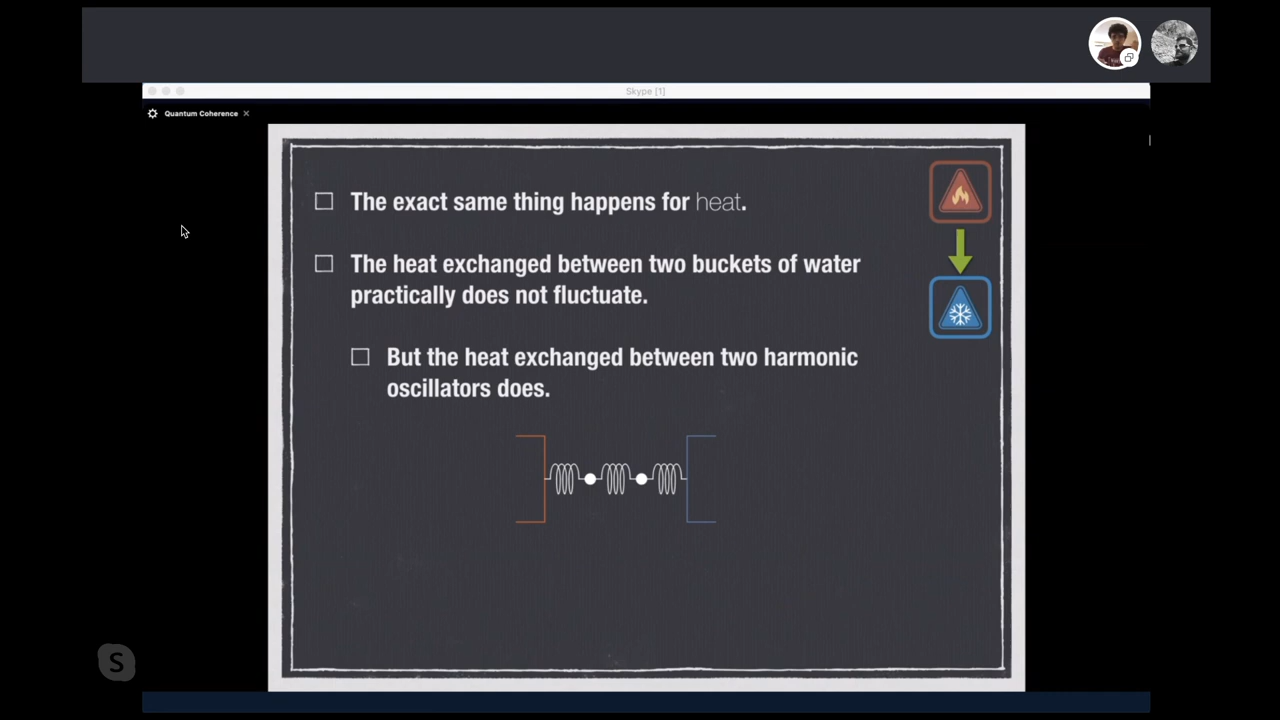 Skype [1]
Quantum Coherence
The exact same thing happens for heat.
The heat exchanged between two buckets of water
practically does not fluctuate.
But the heat exchanged between two harmonic
oscillators does.
S